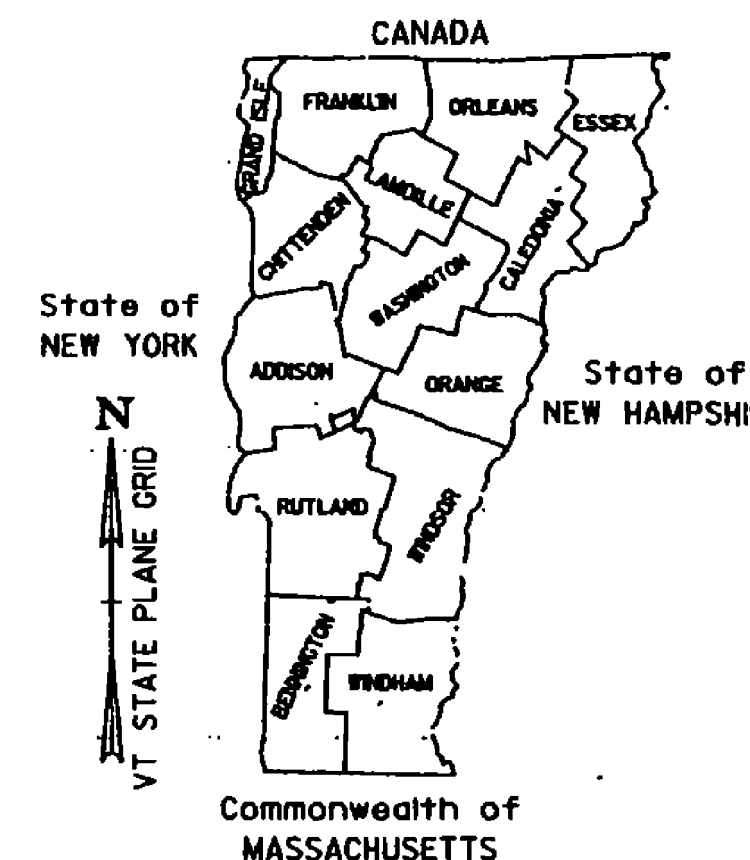 CANADA
FRANKLIN
ORLEANS
ESSEX
GRAND ISLE
LAMOILLE
CHITTENDEN
CALEDONIA
WASHINGTON
State of
NEW YORK
ADDISON
ORANGE
State of
NEW HAMPSHI
N
VT STATE PLANE GRID
RUTLAND
WINDSOR
BENNINGTON
WINDHAM
Commonwealth of
MASSACHUSETTS